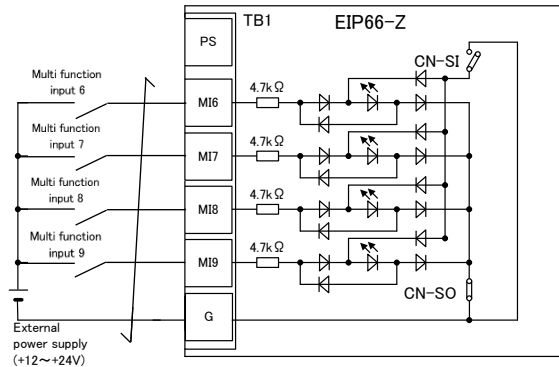 TB1
EIP66-Z
PS
CN-SI
Multi function
input 6
MI6
4.7kΩ
Multi function
input 7
MI7
4.7kΩ
Multi function
input 8
MI8
4.7kΩ
Multi function
input 9
MI9
4.7kΩ
CN-SO
G
External
power supply
(+12～+24V)